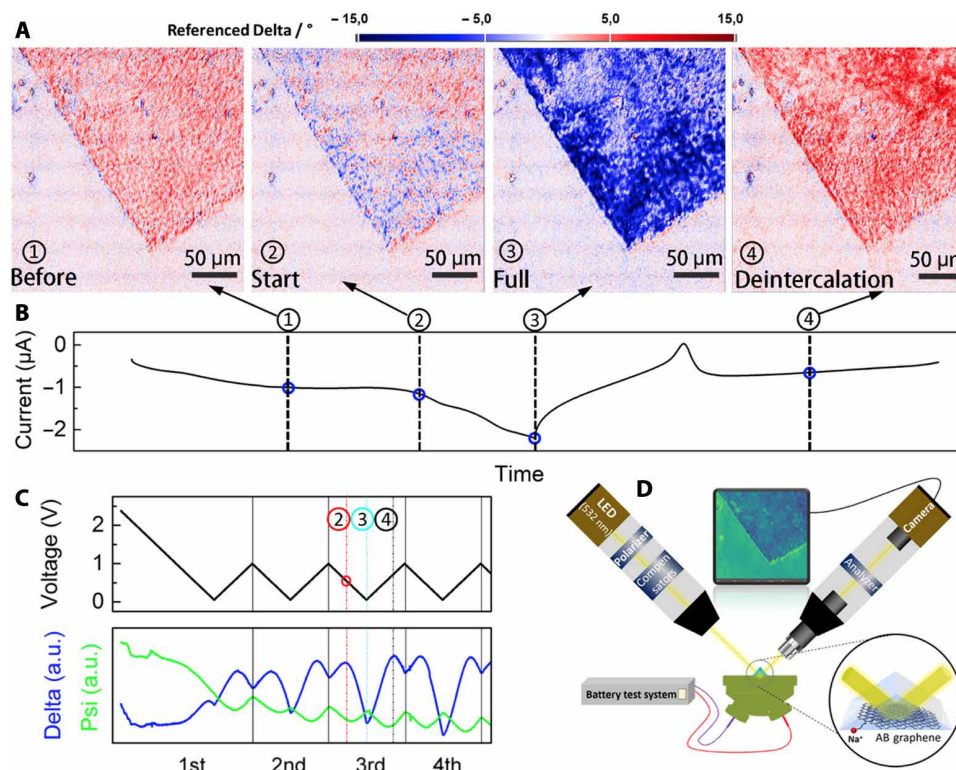 A
Referenced Delta / °
- 15,0
- 5,0
5,0
15,0
①
Before
50 µm
②
Start
50 µm
③
Full
50 µm
④
Deintercalation
50 µm
B
①
②
③
④
Current (µA)
0
−1
−2
Time
C
Voltage (V)
2
1
0
②
③
④
Delta (a.u.)
Psi (a.u.)
1st
2nd
3rd
4th
D
LED
(532 nm)
Polarizer
Compen
sators
Camera
Analyzer
Battery test system
Na⁺
AB graphene